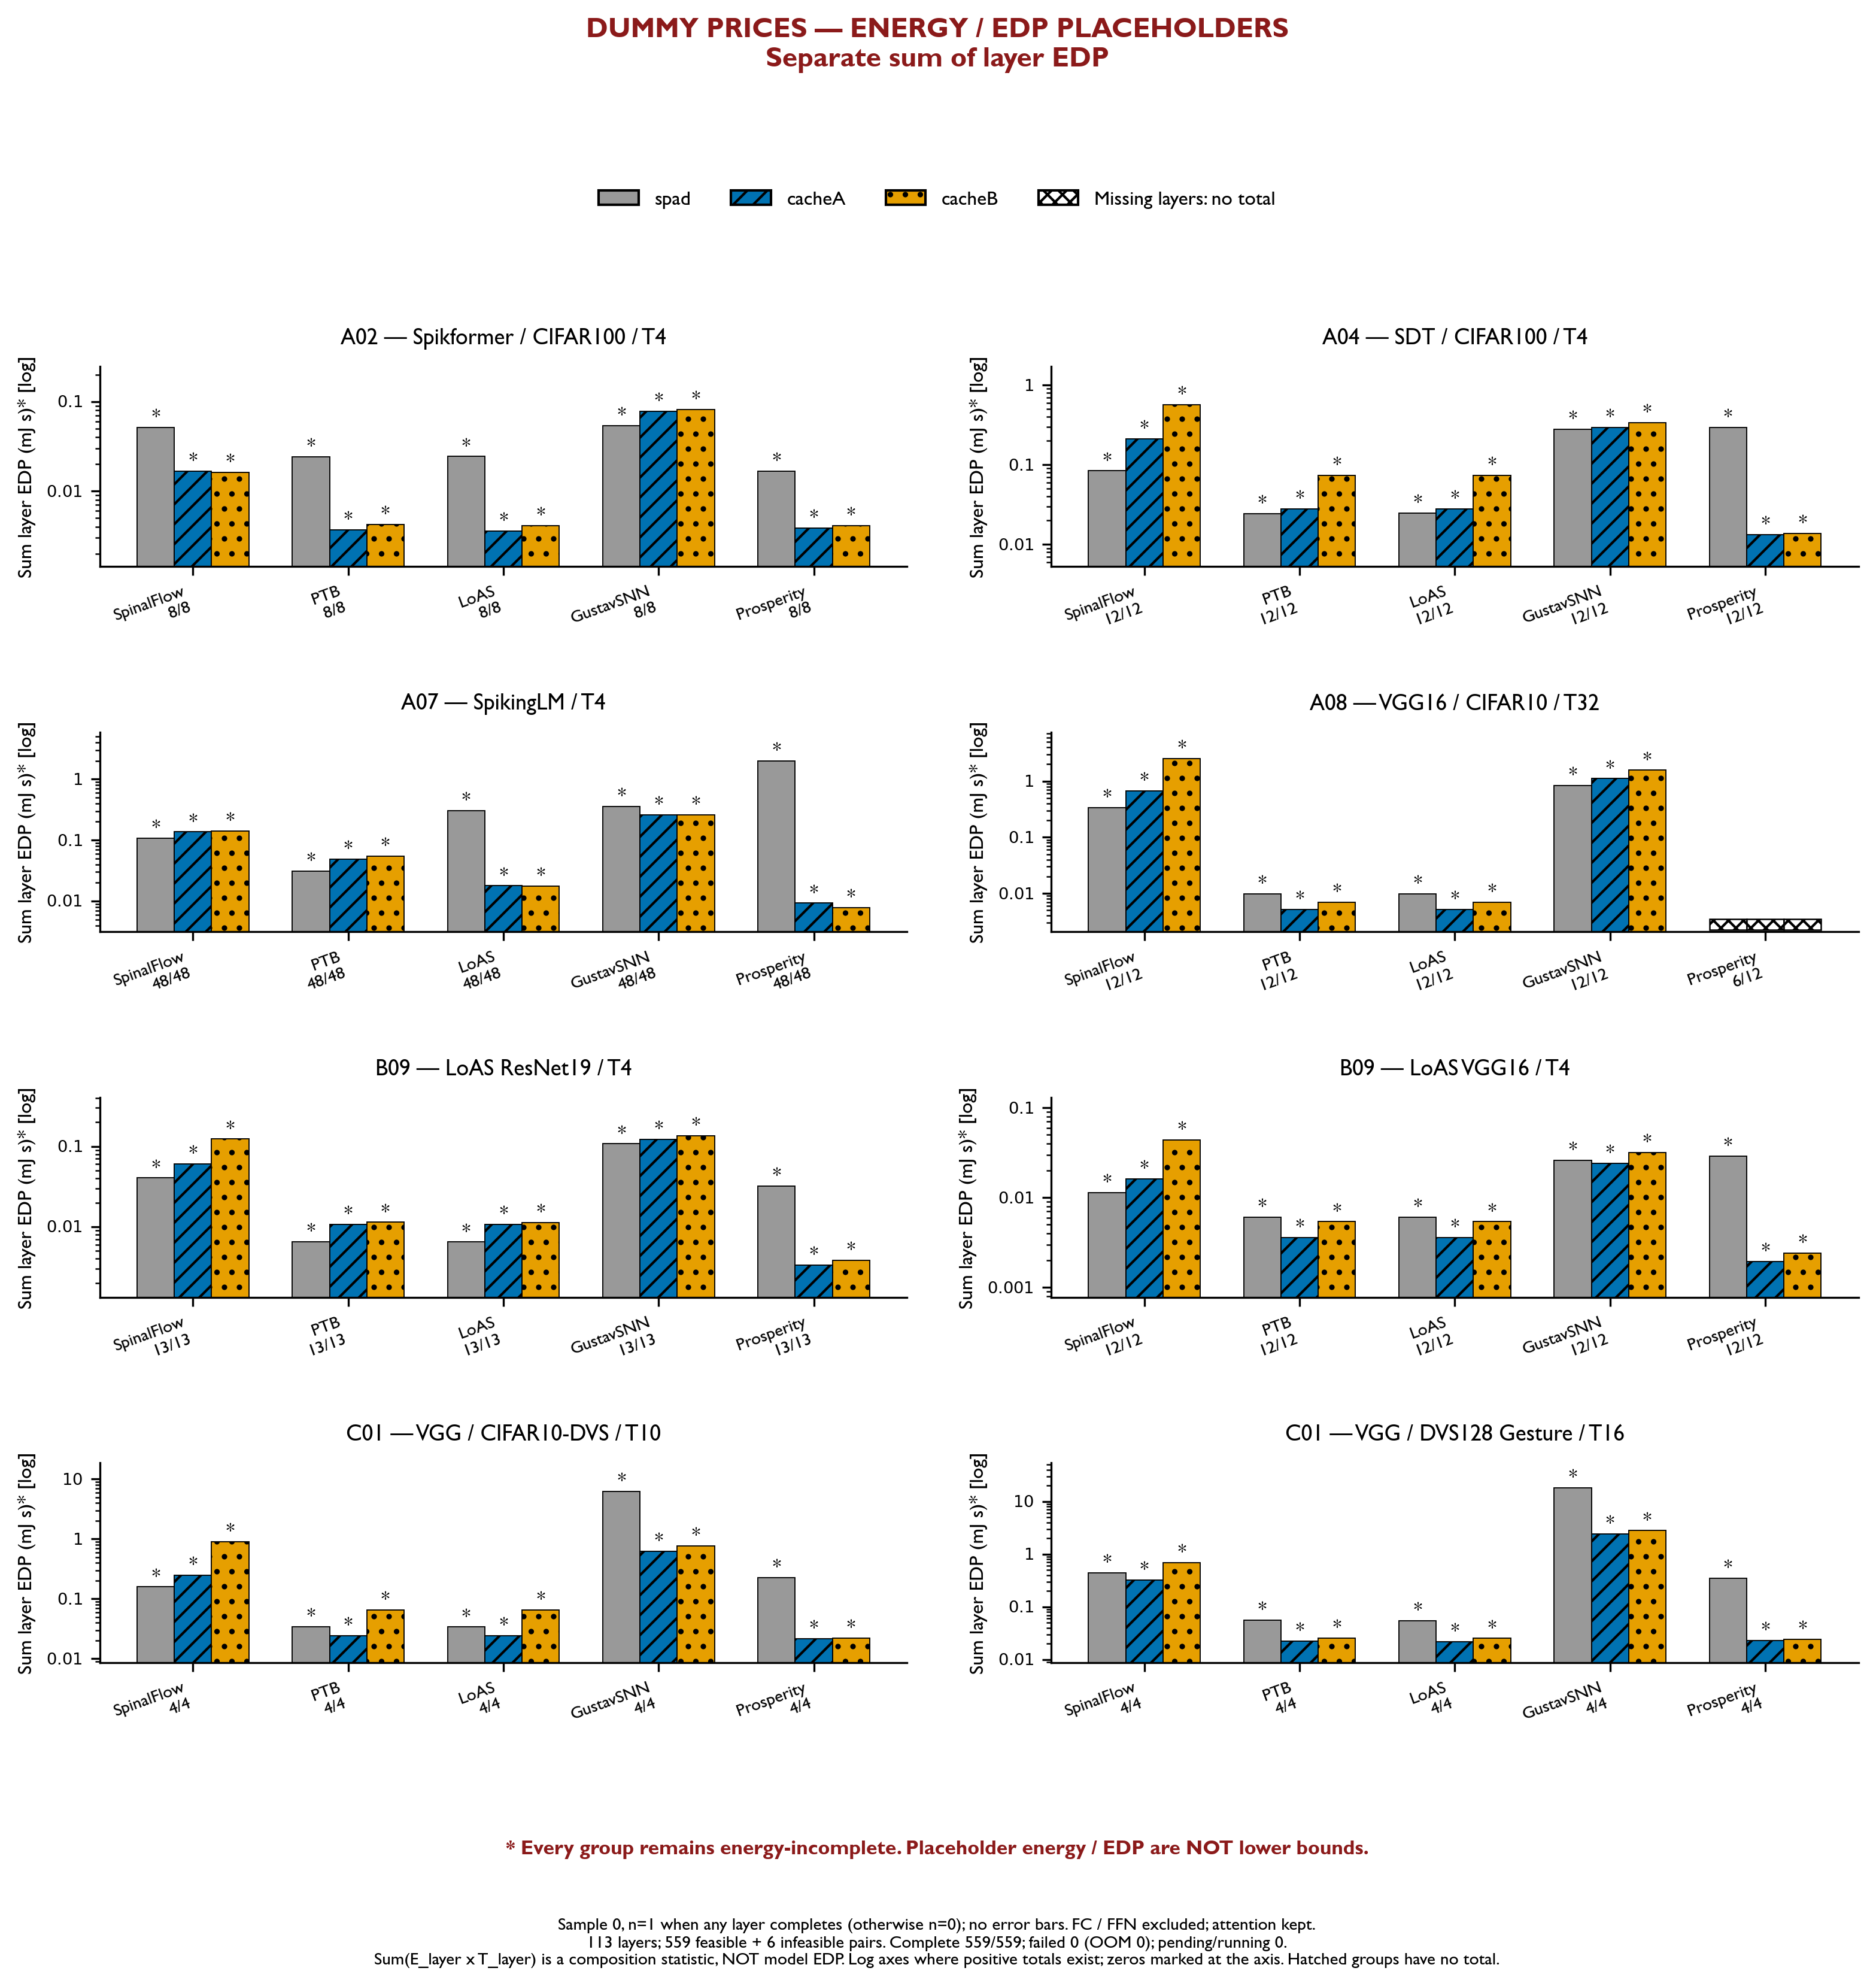 DUMMY PRICES — ENERGY / EDP PLACEHOLDERS
Separate sum of layer EDP
spad
cacheA
cacheB
Missing layers: no total
A02 — Spikformer / CIFAR100 / T4
Sum layer EDP (mJ s)* [log]
0.1
0.01
* * * * * * * * * * * * * * *
SpinalFlow
8/8
PTB
8/8
LoAS
8/8
GustavSNN
8/8
Prosperity
8/8
A04 — SDT / CIFAR100 / T4
Sum layer EDP (mJ s)* [log]
1
0.1
0.01
* * * * * * * * * * * * * * *
SpinalFlow
12/12
PTB
12/12
LoAS
12/12
GustavSNN
12/12
Prosperity
12/12
A07 — SpikingLM / T4
Sum layer EDP (mJ s)* [log]
1
0.1
0.01
* * * * * * * * * * * * * * *
SpinalFlow
48/48
PTB
48/48
LoAS
48/48
GustavSNN
48/48
Prosperity
48/48
A08 — VGG16 / CIFAR10 / T32
Sum layer EDP (mJ s)* [log]
1
0.1
0.01
* * * * * * * * * * * *
SpinalFlow
12/12
PTB
12/12
LoAS
12/12
GustavSNN
12/12
Prosperity
6/12
B09 — LoAS ResNet19 / T4
Sum layer EDP (mJ s)* [log]
0.1
0.01
* * * * * * * * * * * * * * *
SpinalFlow
13/13
PTB
13/13
LoAS
13/13
GustavSNN
13/13
Prosperity
13/13
B09 — LoAS VGG16 / T4
Sum layer EDP (mJ s)* [log]
0.1
0.01
0.001
* * * * * * * * * * * * * * *
SpinalFlow
12/12
PTB
12/12
LoAS
12/12
GustavSNN
12/12
Prosperity
12/12
C01 — VGG / CIFAR10-DVS / T10
Sum layer EDP (mJ s)* [log]
10
1
0.1
0.01
* * * * * * * * * * * * * * *
SpinalFlow
4/4
PTB
4/4
LoAS
4/4
GustavSNN
4/4
Prosperity
4/4
C01 — VGG / DVS128 Gesture / T16
Sum layer EDP (mJ s)* [log]
10
1
0.1
0.01
* * * * * * * * * * * * * * *
SpinalFlow
4/4
PTB
4/4
LoAS
4/4
GustavSNN
4/4
Prosperity
4/4
* Every group remains energy-incomplete. Placeholder energy / EDP are NOT lower bounds.
Sample 0, n=1 when any layer completes (otherwise n=0); no error bars. FC / FFN excluded; attention kept.
113 layers; 559 feasible + 6 infeasible pairs. Complete 559/559; failed 0 (OOM 0); pending/running 0.
Sum(E_layer x T_layer) is a composition statistic, NOT model EDP. Log axes where positive totals exist; zeros marked at the axis. Hatched groups have no total.